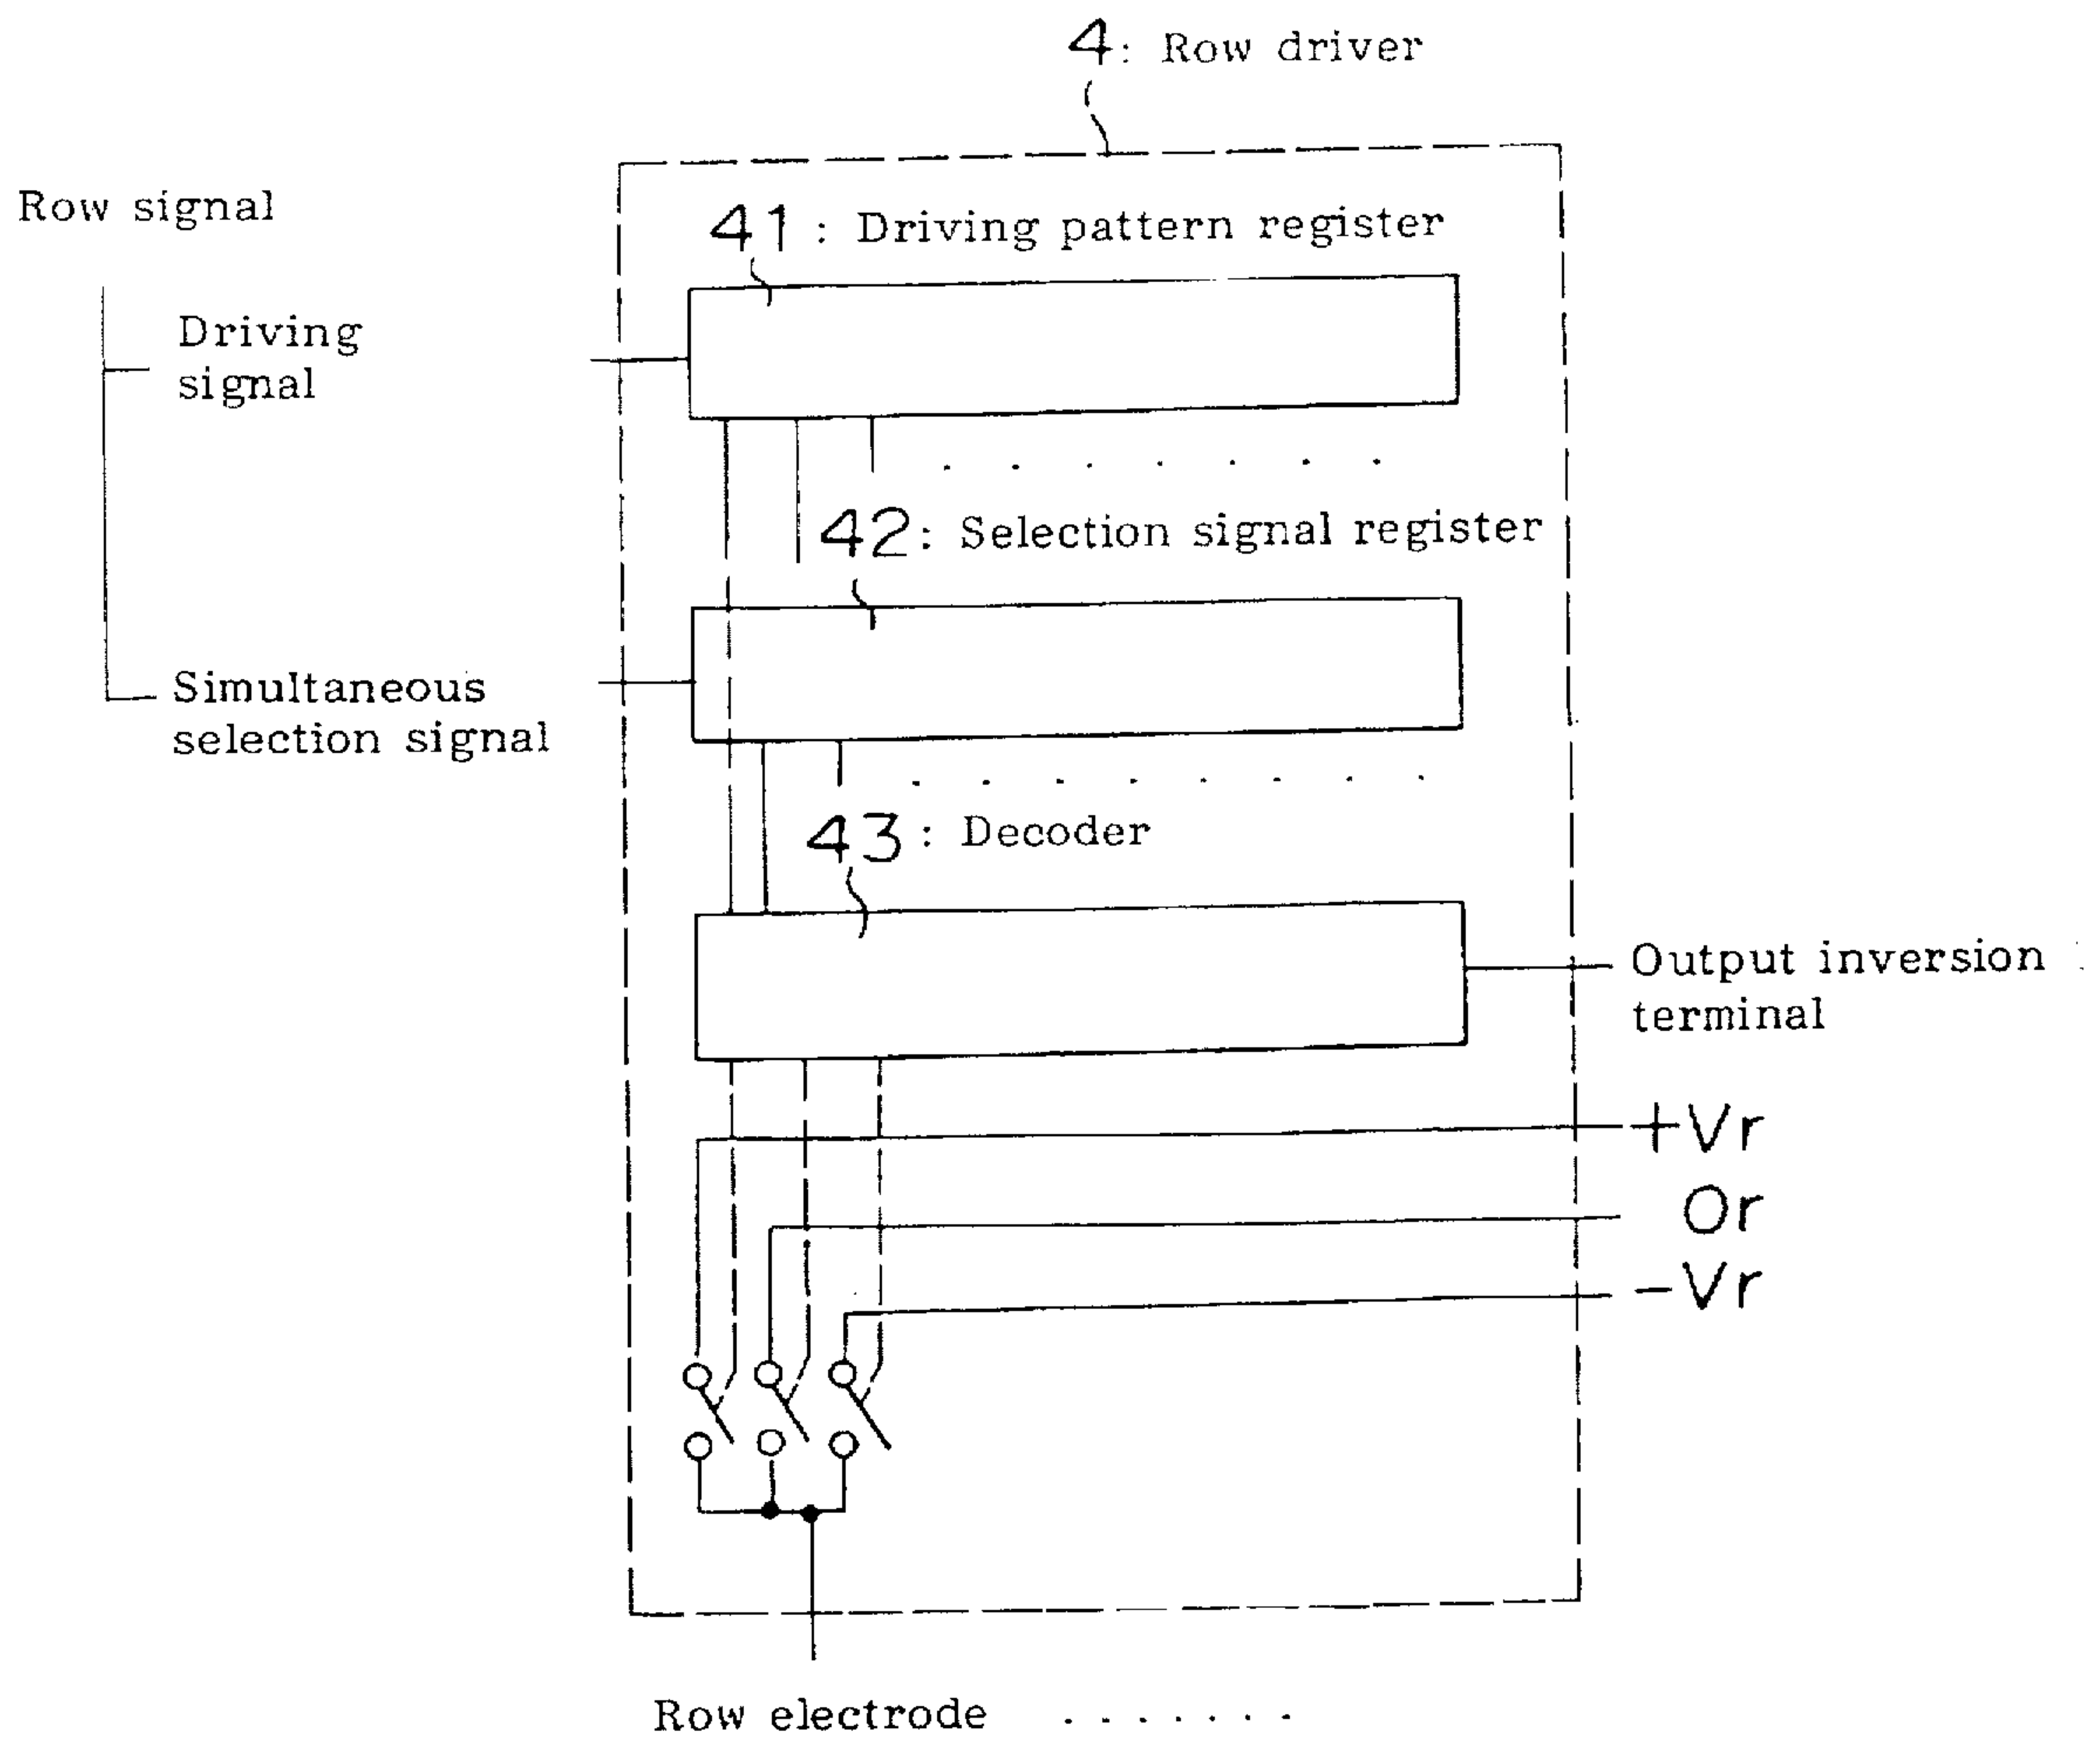 4: Row driver
Row signal
41: Driving pattern register
Driving
signal
42: Selection signal register
Simultaneous
selection signal
43: Decoder
Output inversion
terminal
+Vr
Or
-Vr
Row electrode .......